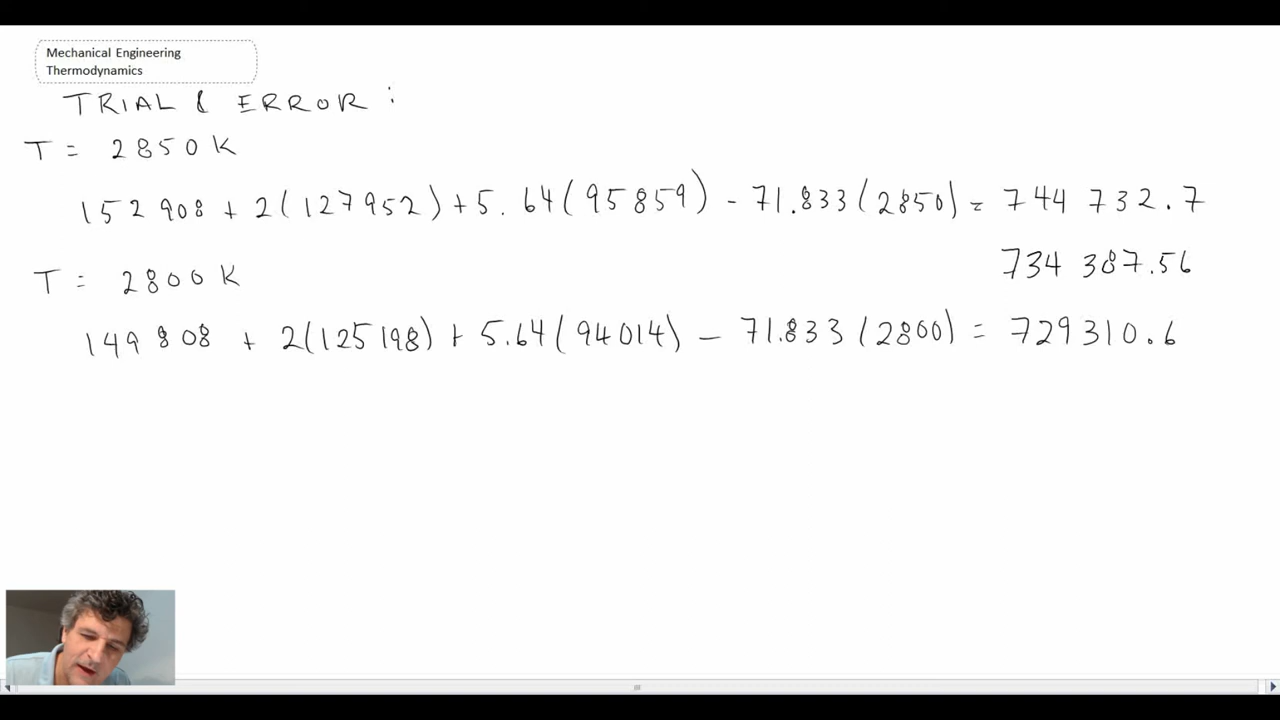 Mechanical Engineering
Thermodynamics
TRIAL & ERROR :
T = 2850 K
152 908 + 2(127952) + 5.64(95859) - 71.833(2850) = 744 732.7
734 387.56
T = 2800 K
149 808 + 2(125198) + 5.64(94014) - 71.833(2800) = 729310.6